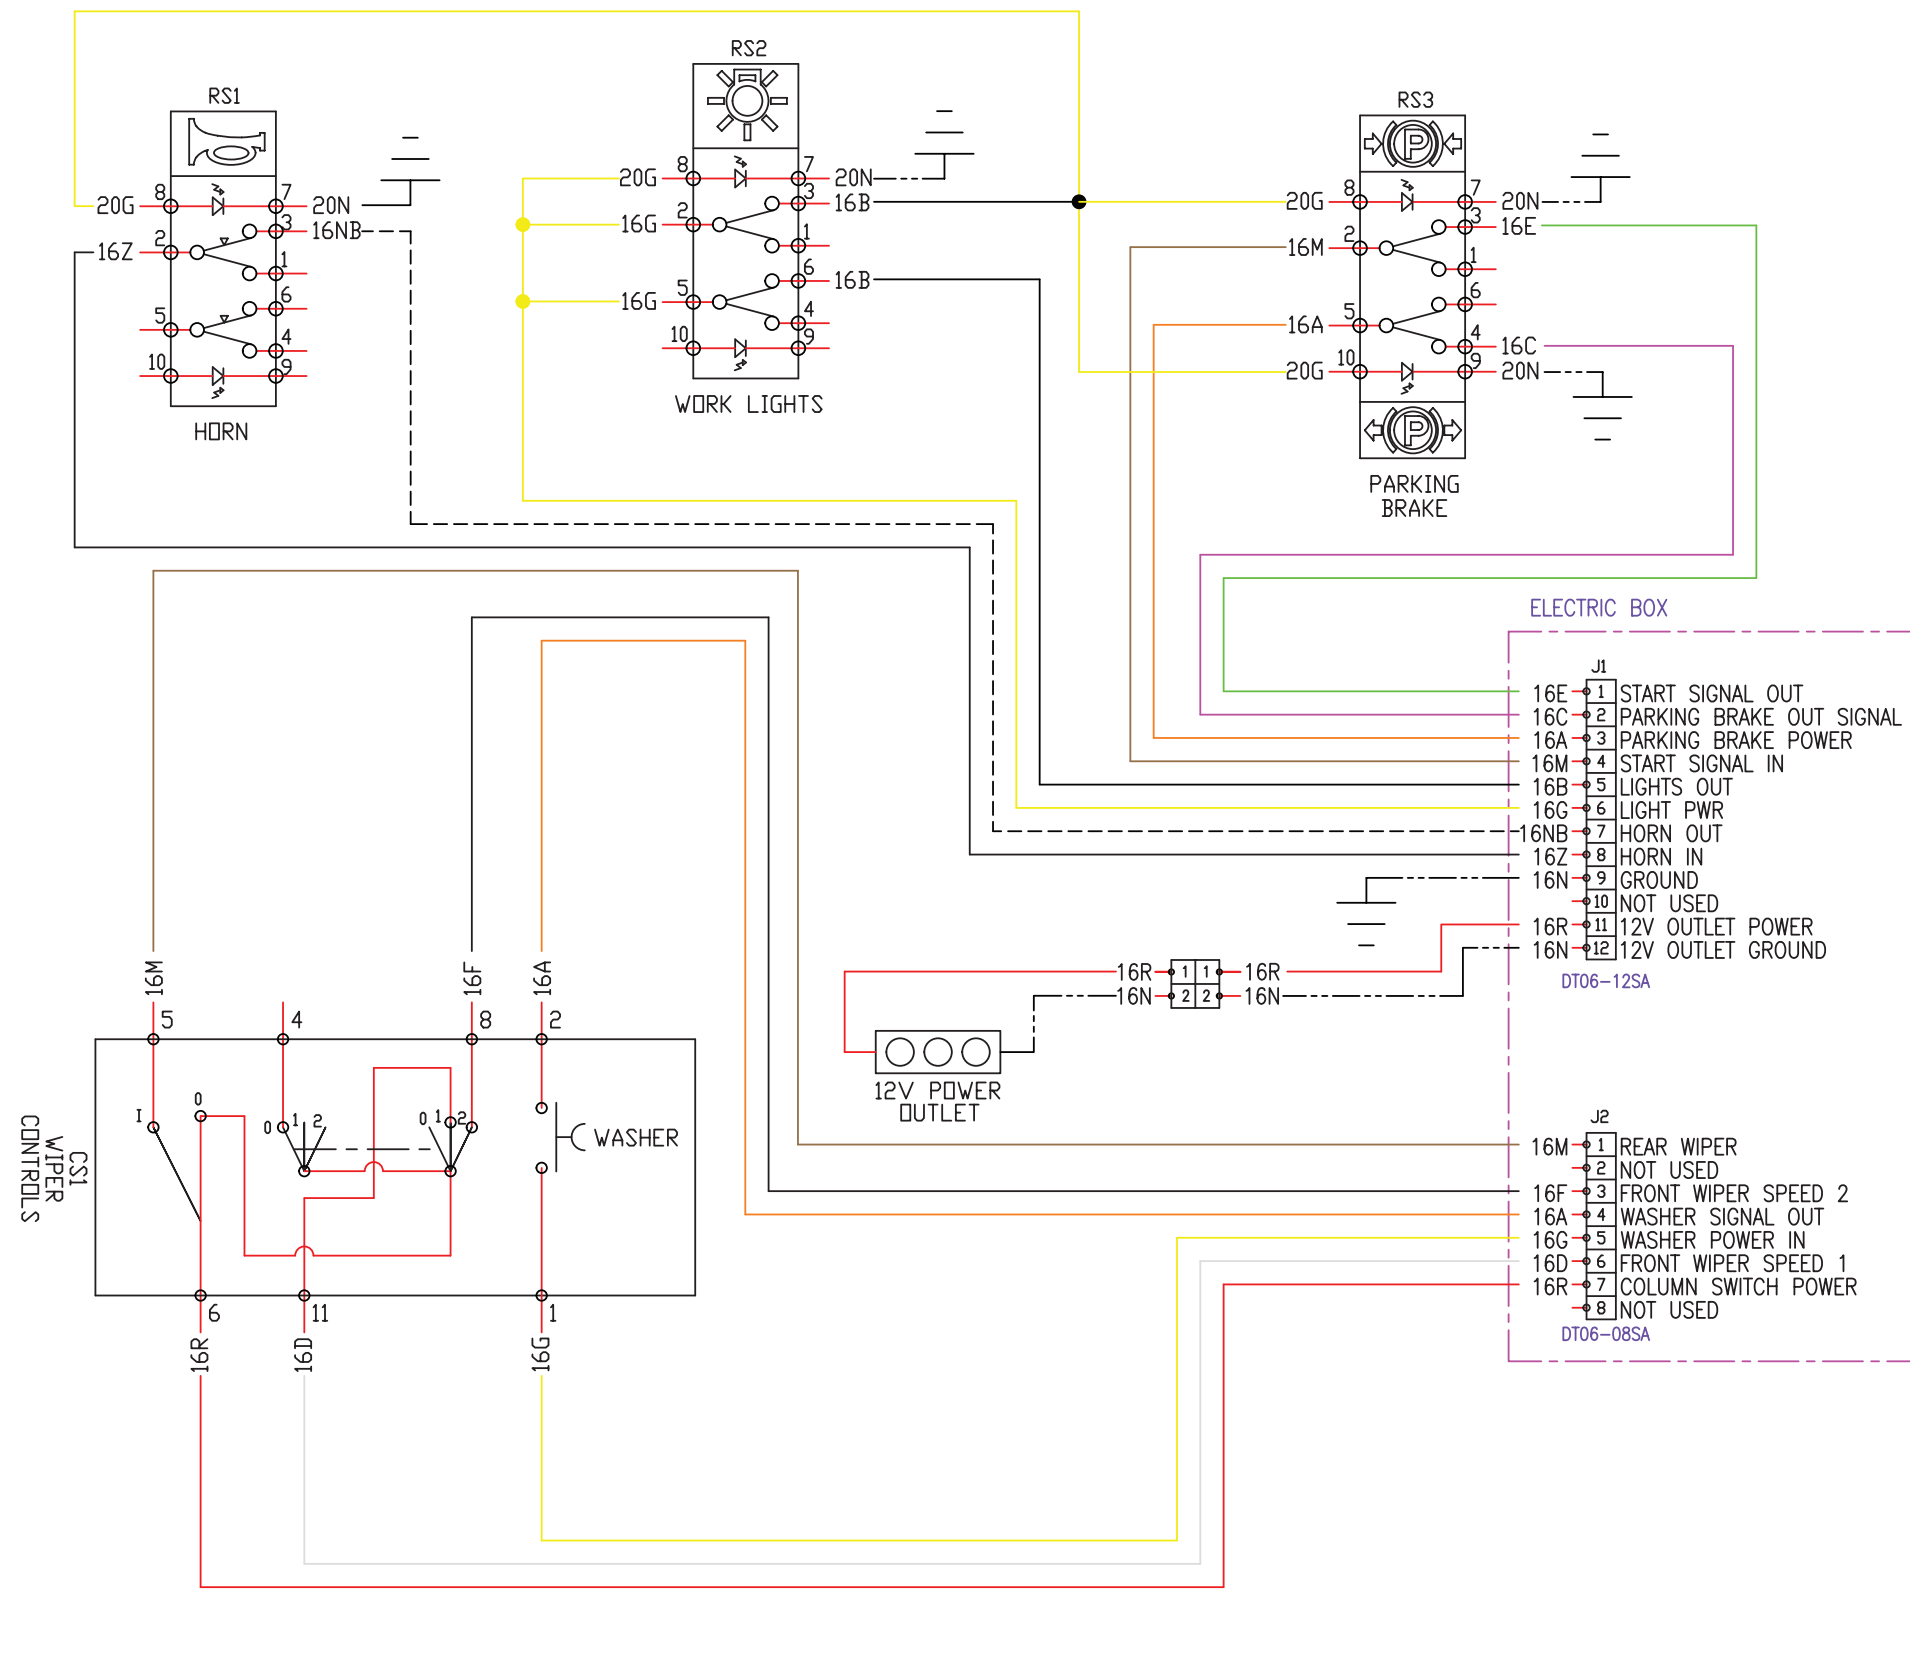 RS2
RS1
RS3
8 7
20G 20N
2 3
16Z 16NB
1
6
5
4
10 9
HORN
8 7
20G 20N
3
16B
2
16G
1
6
16B
5
16G
4
10 9
WORK LIGHTS
8 7
20G 20N
3
16E
2
16M
1
6
5
16A
4
16C
10 9
20G 20N
P
P
PARKING
BRAKE
ELECTRIC BOX
J1
16E 1 START SIGNAL OUT
16C 2 PARKING BRAKE OUT SIGNAL
16A 3 PARKING BRAKE POWER
16M 4 START SIGNAL IN
16B 5 LIGHTS OUT
16G 6 LIGHT PWR
16NB 7 HORN OUT
16Z 8 HORN IN
16N 9 GROUND
10 NOT USED
16R 11 12V OUTLET POWER
16N 12 12V OUTLET GROUND
DT06-12SA
16R 1 1 16R
16N 2 2 16N
12V POWER
OUTLET
J2
16M 1 REAR WIPER
2 NOT USED
16F 3 FRONT WIPER SPEED 2
16A 4 WASHER SIGNAL OUT
16G 5 WASHER POWER IN
16D 6 FRONT WIPER SPEED 1
16R 7 COLUMN SWITCH POWER
8 NOT USED
DT06-08SA
16M 16F 16A
5 4 8 2
I 0 0 1 2 0 1 2
WASHER
CS1
WIPER
CONTROLS
6 11 1
16R 16D 16G